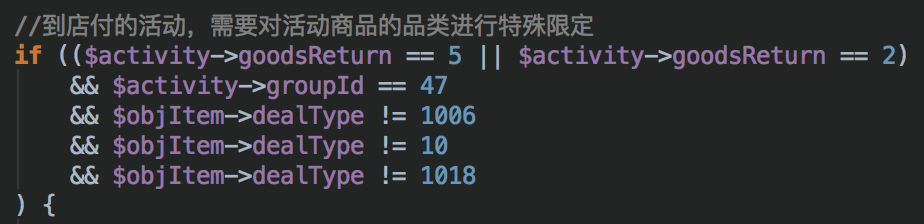 //到店付的活动，需要对活动商品的品类进行特殊限定
if (($activity->goodsReturn == 5 || $activity->goodsReturn == 2)
    && $activity->groupId == 47
    && $objItem->dealType != 1006
    && $objItem->dealType != 10
    && $objItem->dealType != 1018
) {